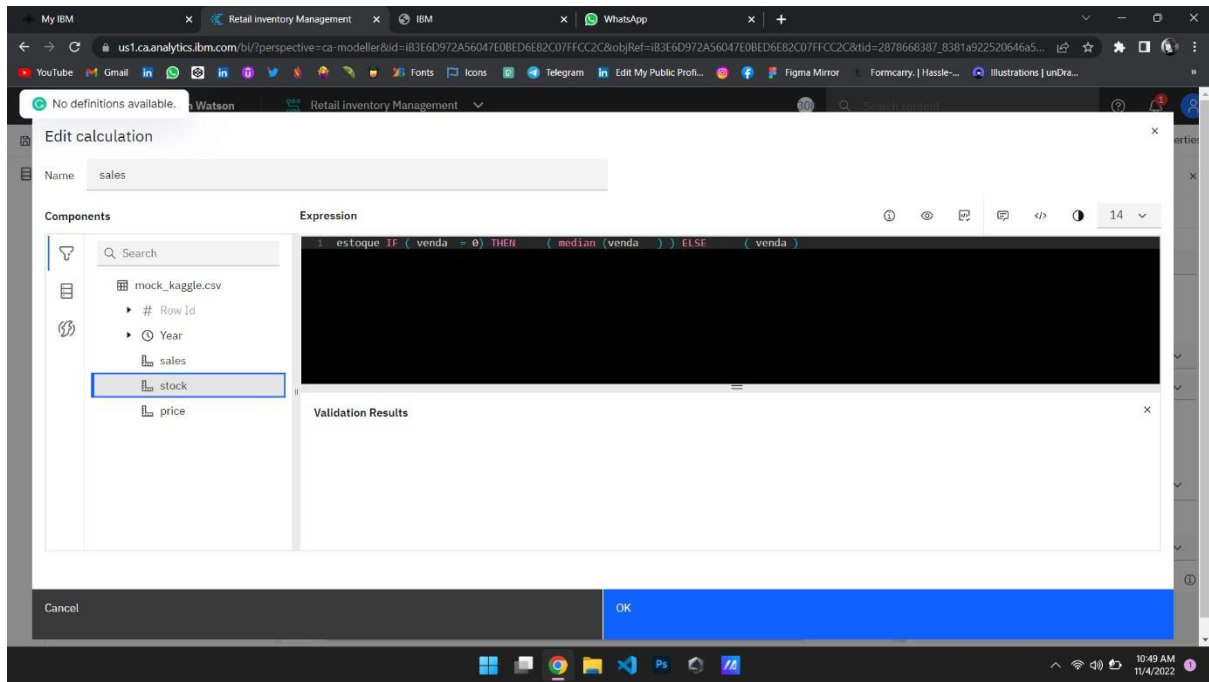 My IBM Retail inventory Management IBM WhatsApp
us1.ca.analytics.ibm.com/bi/?perspective=ca-modeller&id=iB3E6D972A56047E0BED6E82C07FFCC2C&objRef=iB3E6D972A56047E0BED6E82C07FFCC2C&tid=2878668387_8381a922520646a5...
YouTube Gmail Fonts Icons Telegram Edit My Public Profi... Figma Mirror Formcarry. | Hassle-... Illustrations | unDra... »
No definitions available. Watson Retail inventory Management Search content
Edit calculation
erties
Name sales
Components Expression 14
1 estoque IF ( venda = 0) THEN ( median (venda ) ) ELSE ( venda )
Search
mock_kaggle.csv
# Row Id
Year
sales
stock
price
Validation Results
Cancel OK
10:49 AM
11/4/2022 1